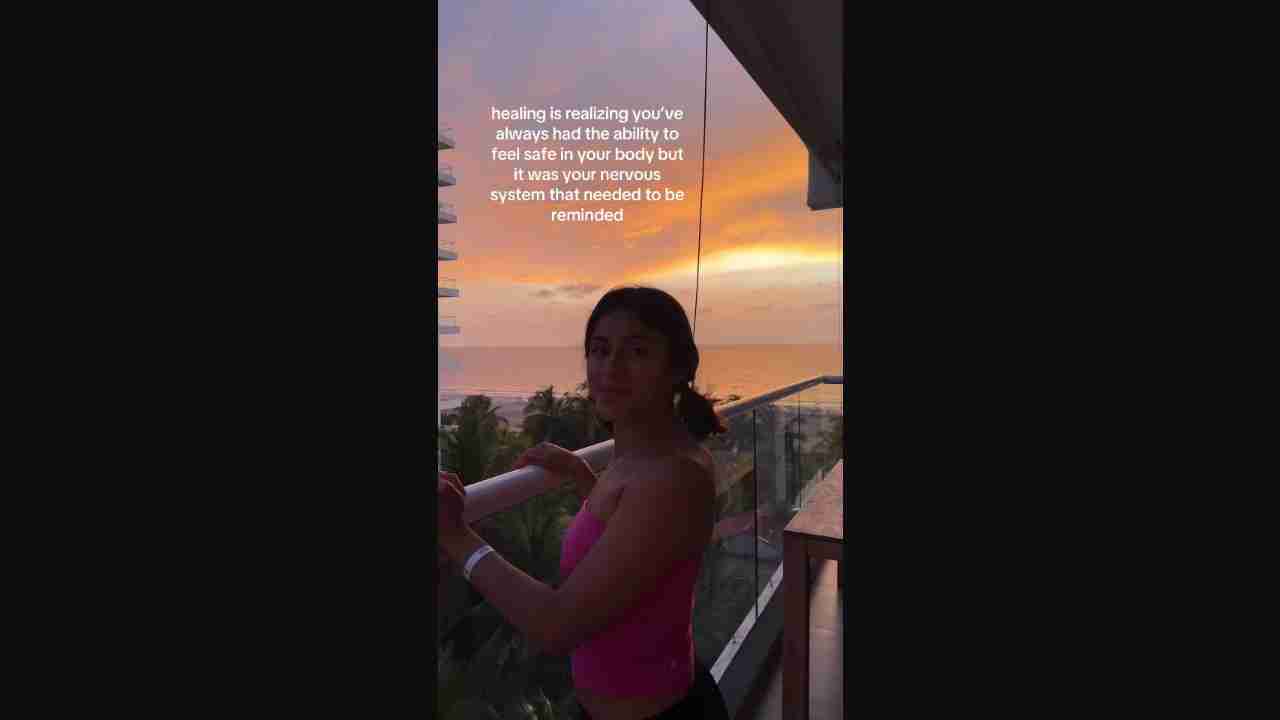 healing is realizing you've
always had the ability to
feel safe in your body but
it was your nervous
system that needed to be
reminded